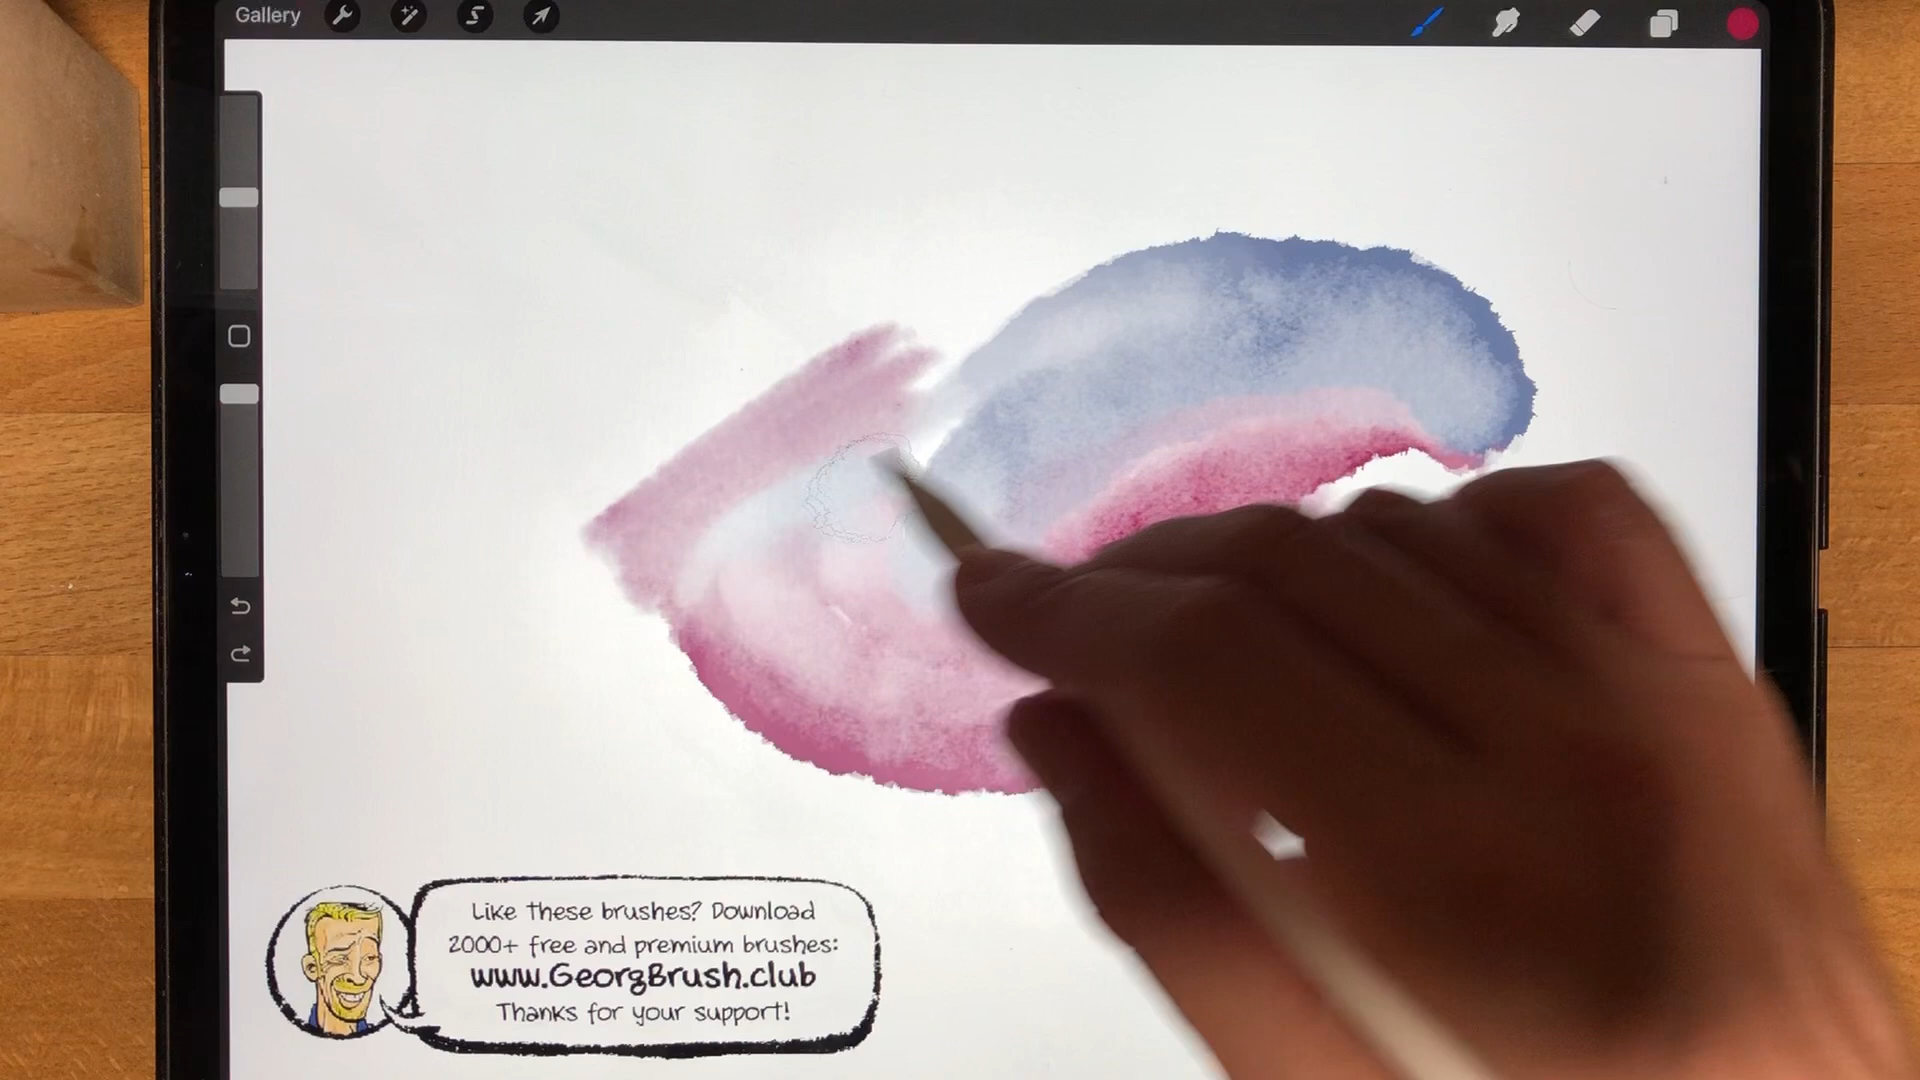 Gallery
Like these brushes? Download
2000+ free and premium brushes:
www.GeorgBrush.club
Thanks for your support!